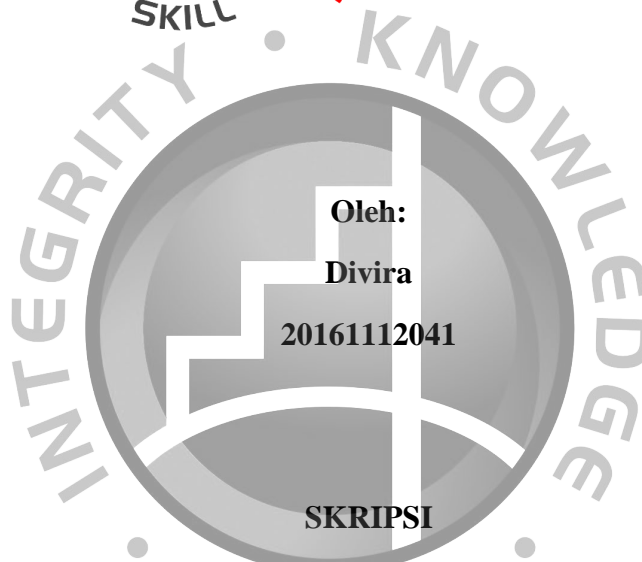 SKILL
INTEGRITY • KNOWLEDGE
Oleh:
Divira
20161112041
SKRIPSI